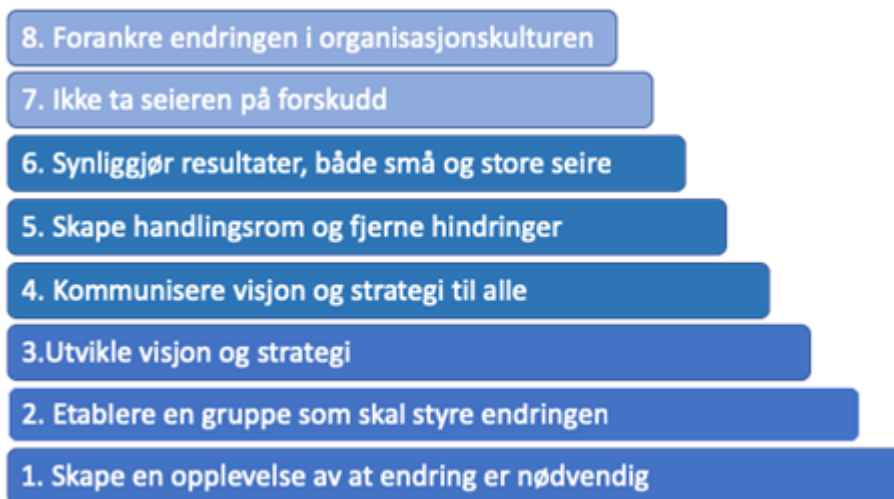 8. Forankre endringen i organisasjonskulturen
7. Ikke ta seieren på forskudd
6. Synliggjør resultater, både små og store seire
5. Skape handlingsrom og fjerne hindringer
4. Kommunisere visjon og strategi til alle
3.Utvikle visjon og strategi
2. Etablere en gruppe som skal styre endringen
1. Skape en opplevelse av at endring er nødvendig